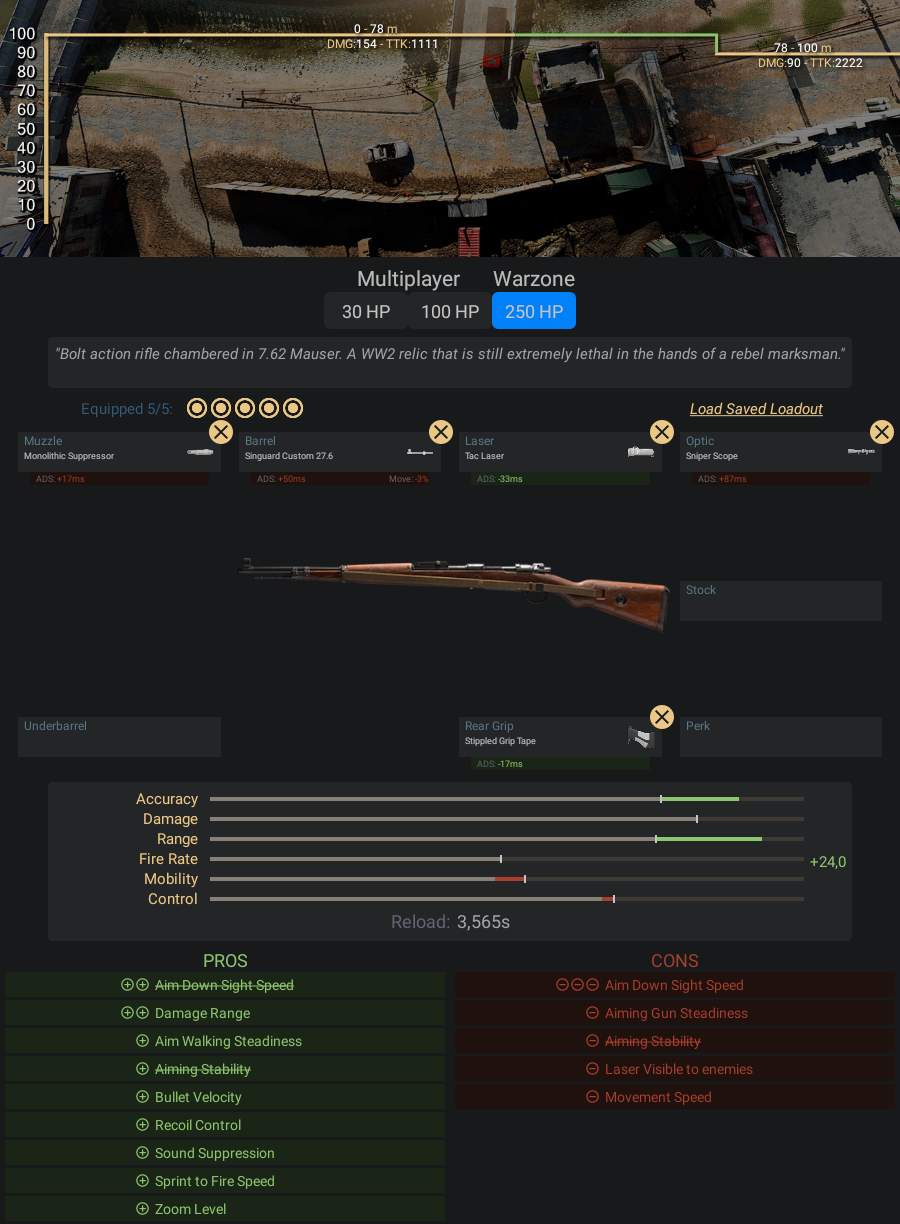 100
90
80
70
60
50
40
30
20
10
0
0 - 78 m
DMG:154 - TTK:1111
78 - 100 m
DMG:90 - TTK:2222
Multiplayer Warzone
30 HP 100 HP 250 HP
"Bolt action rifle chambered in 7.62 Mauser. A WW2 relic that is still extremely lethal in the hands of a rebel marksman."
Equipped 5/5: Load Saved Loadout
Muzzle
Monolithic Suppressor
ADS: +17ms
Barrel
Singuard Custom 27.6
ADS: +50ms Move: -3%
Laser
Tac Laser
ADS: -33ms
Optic
Sniper Scope
ADS: +87ms
Stock
Underbarrel
Rear Grip
Stippled Grip Tape
ADS: -17ms
Perk
Accuracy
Damage
Range
Fire Rate
Mobility
Control
+24,0
Reload: 3,565s
PROS
Aim Down Sight Speed
Damage Range
Aim Walking Steadiness
Aiming Stability
Bullet Velocity
Recoil Control
Sound Suppression
Sprint to Fire Speed
Zoom Level
CONS
Aim Down Sight Speed
Aiming Gun Steadiness
Aiming Stability
Laser Visible to enemies
Movement Speed